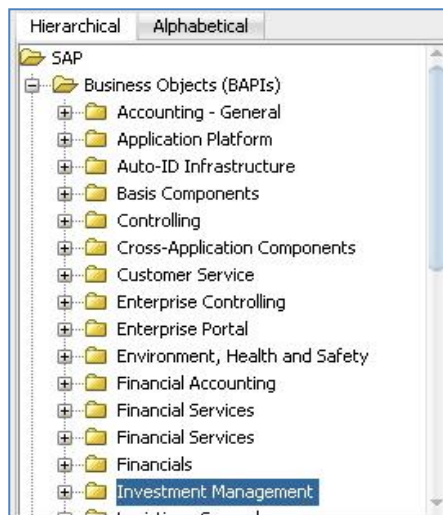 Hierarchical Alphabetical
SAP
Business Objects (BAPIs)
Accounting - General
Application Platform
Auto-ID Infrastructure
Basis Components
Controlling
Cross-Application Components
Customer Service
Enterprise Controlling
Enterprise Portal
Environment, Health and Safety
Financial Accounting
Financial Services
Financial Services
Financials
Investment Management